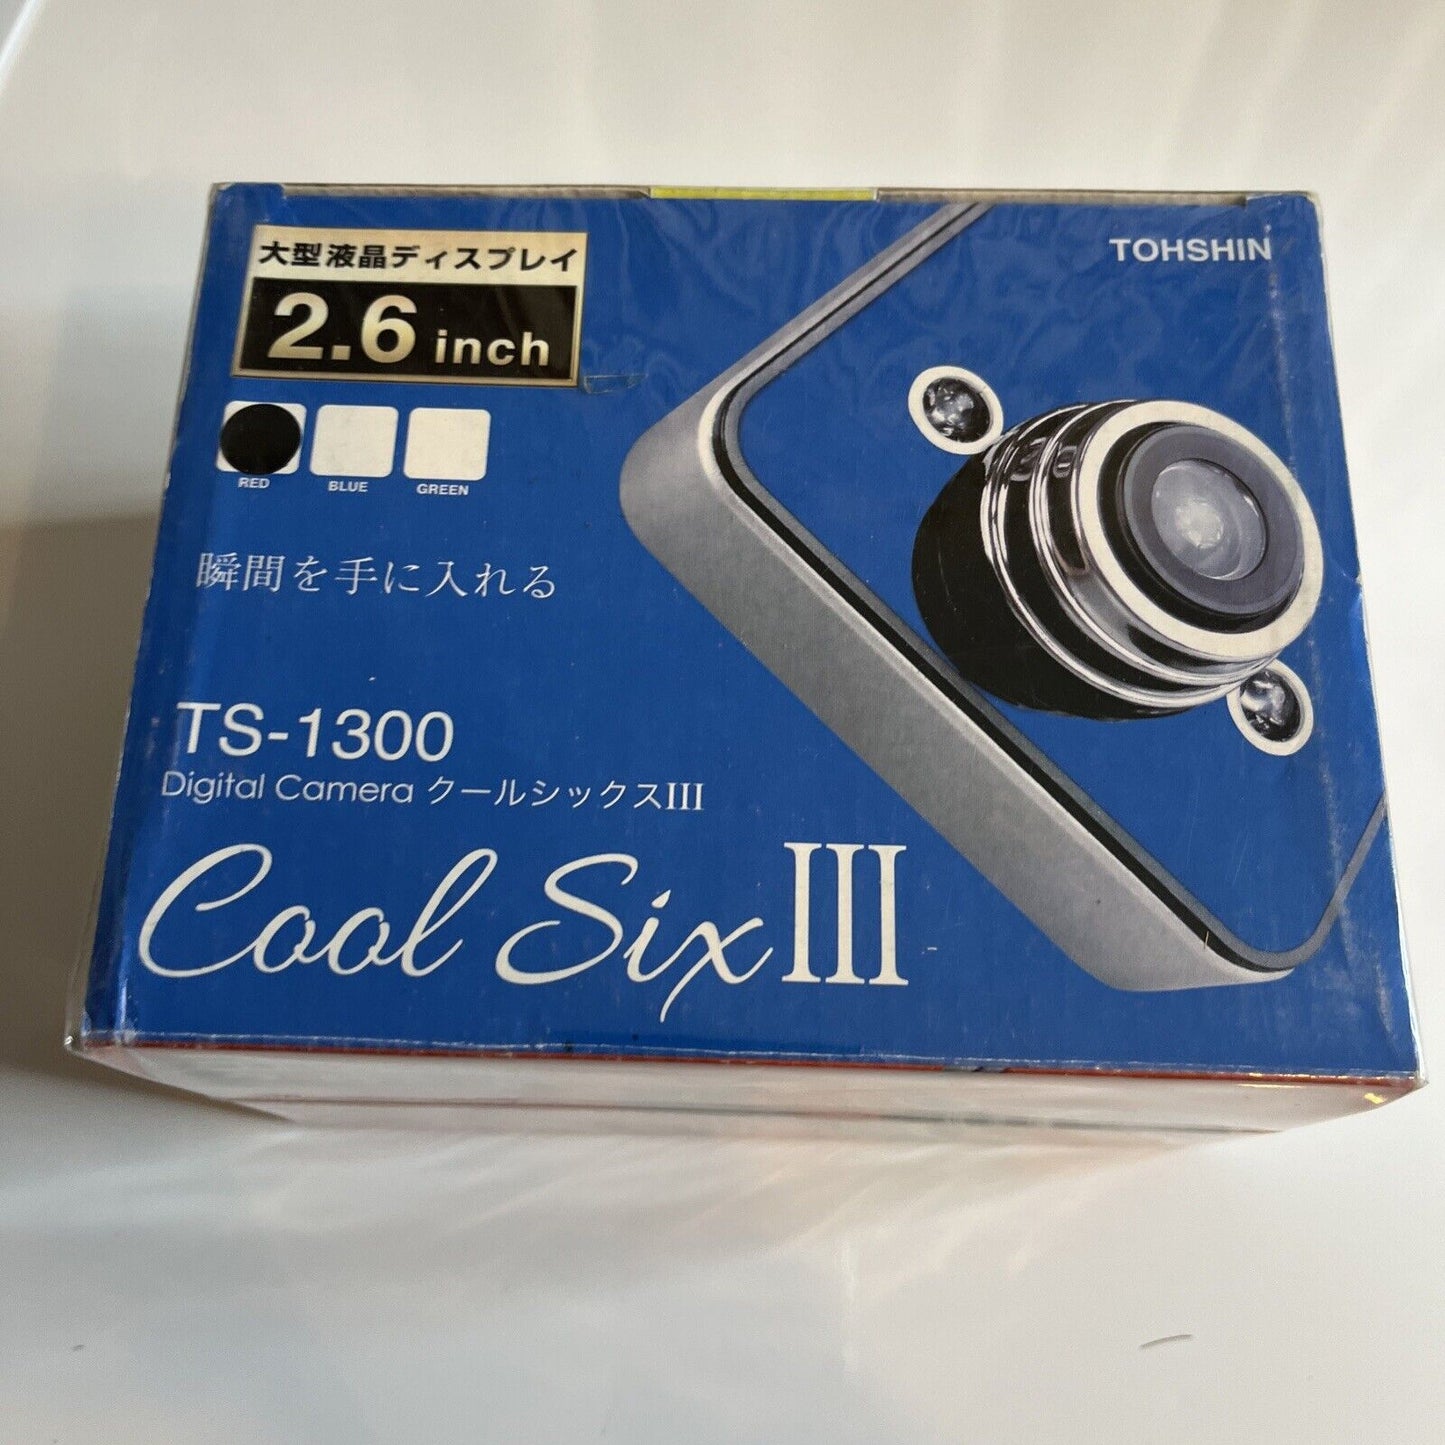 大型液晶ディスプレイ
2.6 inch
TOHSHIN
RED BLUE GREEN
瞬間を手に入れる
TS-1300
Digital Camera クールシックスIII
Cool Six III